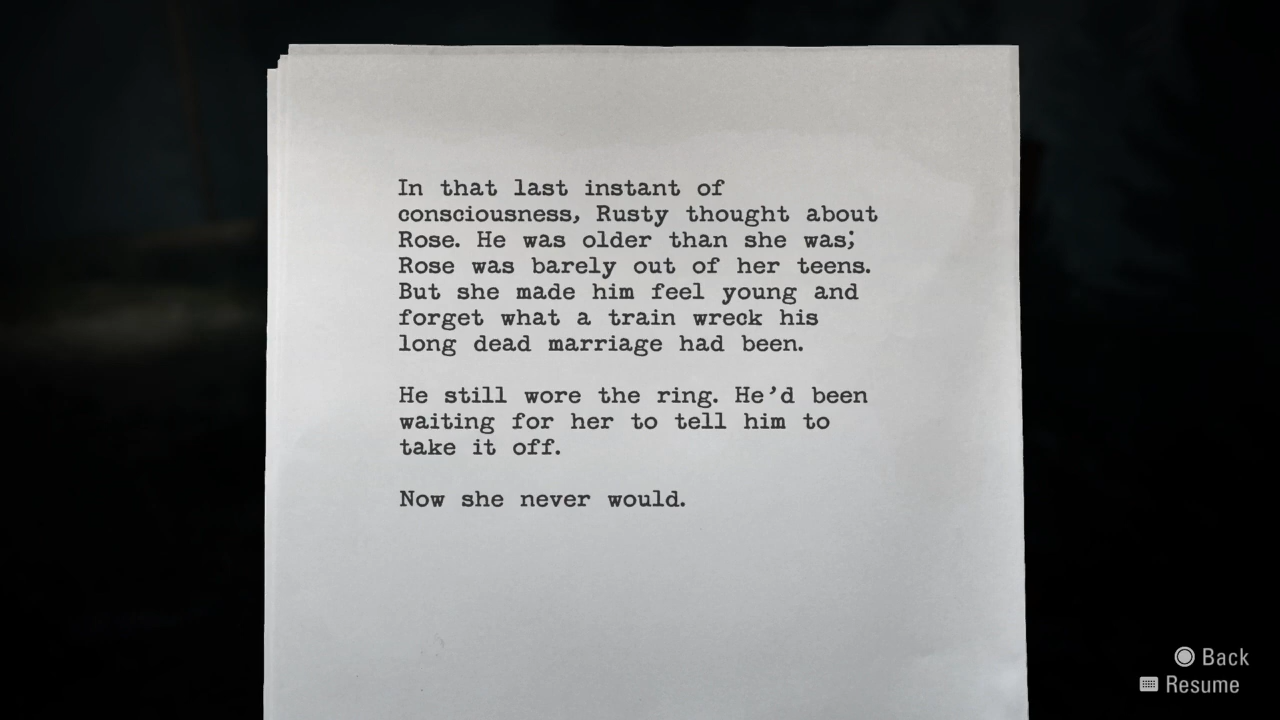 In that last instant of
consciousness, Rusty thought about
Rose. He was older than she was;
Rose was barely out of her teens.
But she made him feel young and
forget what a train wreck his
long dead marriage had been.
He still wore the ring. He’d been
waiting for her to tell him to
take it off.
Now she never would.
Back
Resume